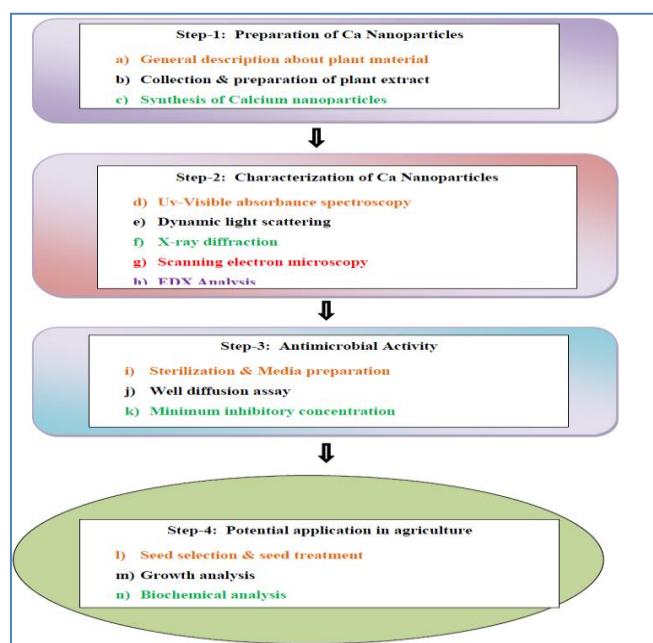 Step-1: Preparation of Ca Nanoparticles
a) General description about plant material
b) Collection & preparation of plant extract
c) Synthesis of Calcium nanoparticles
Step-2: Characterization of Ca Nanoparticles
d) Uv-Visible absorbance spectroscopy
e) Dynamic light scattering
f) X-ray diffraction
g) Scanning electron microscopy
h) EDX Analysis
Step-3: Antimicrobial Activity
i) Sterilization & Media preparation
j) Well diffusion assay
k) Minimum inhibitory concentration
Step-4: Potential application in agriculture
l) Seed selection & seed treatment
m) Growth analysis
n) Biochemical analysis